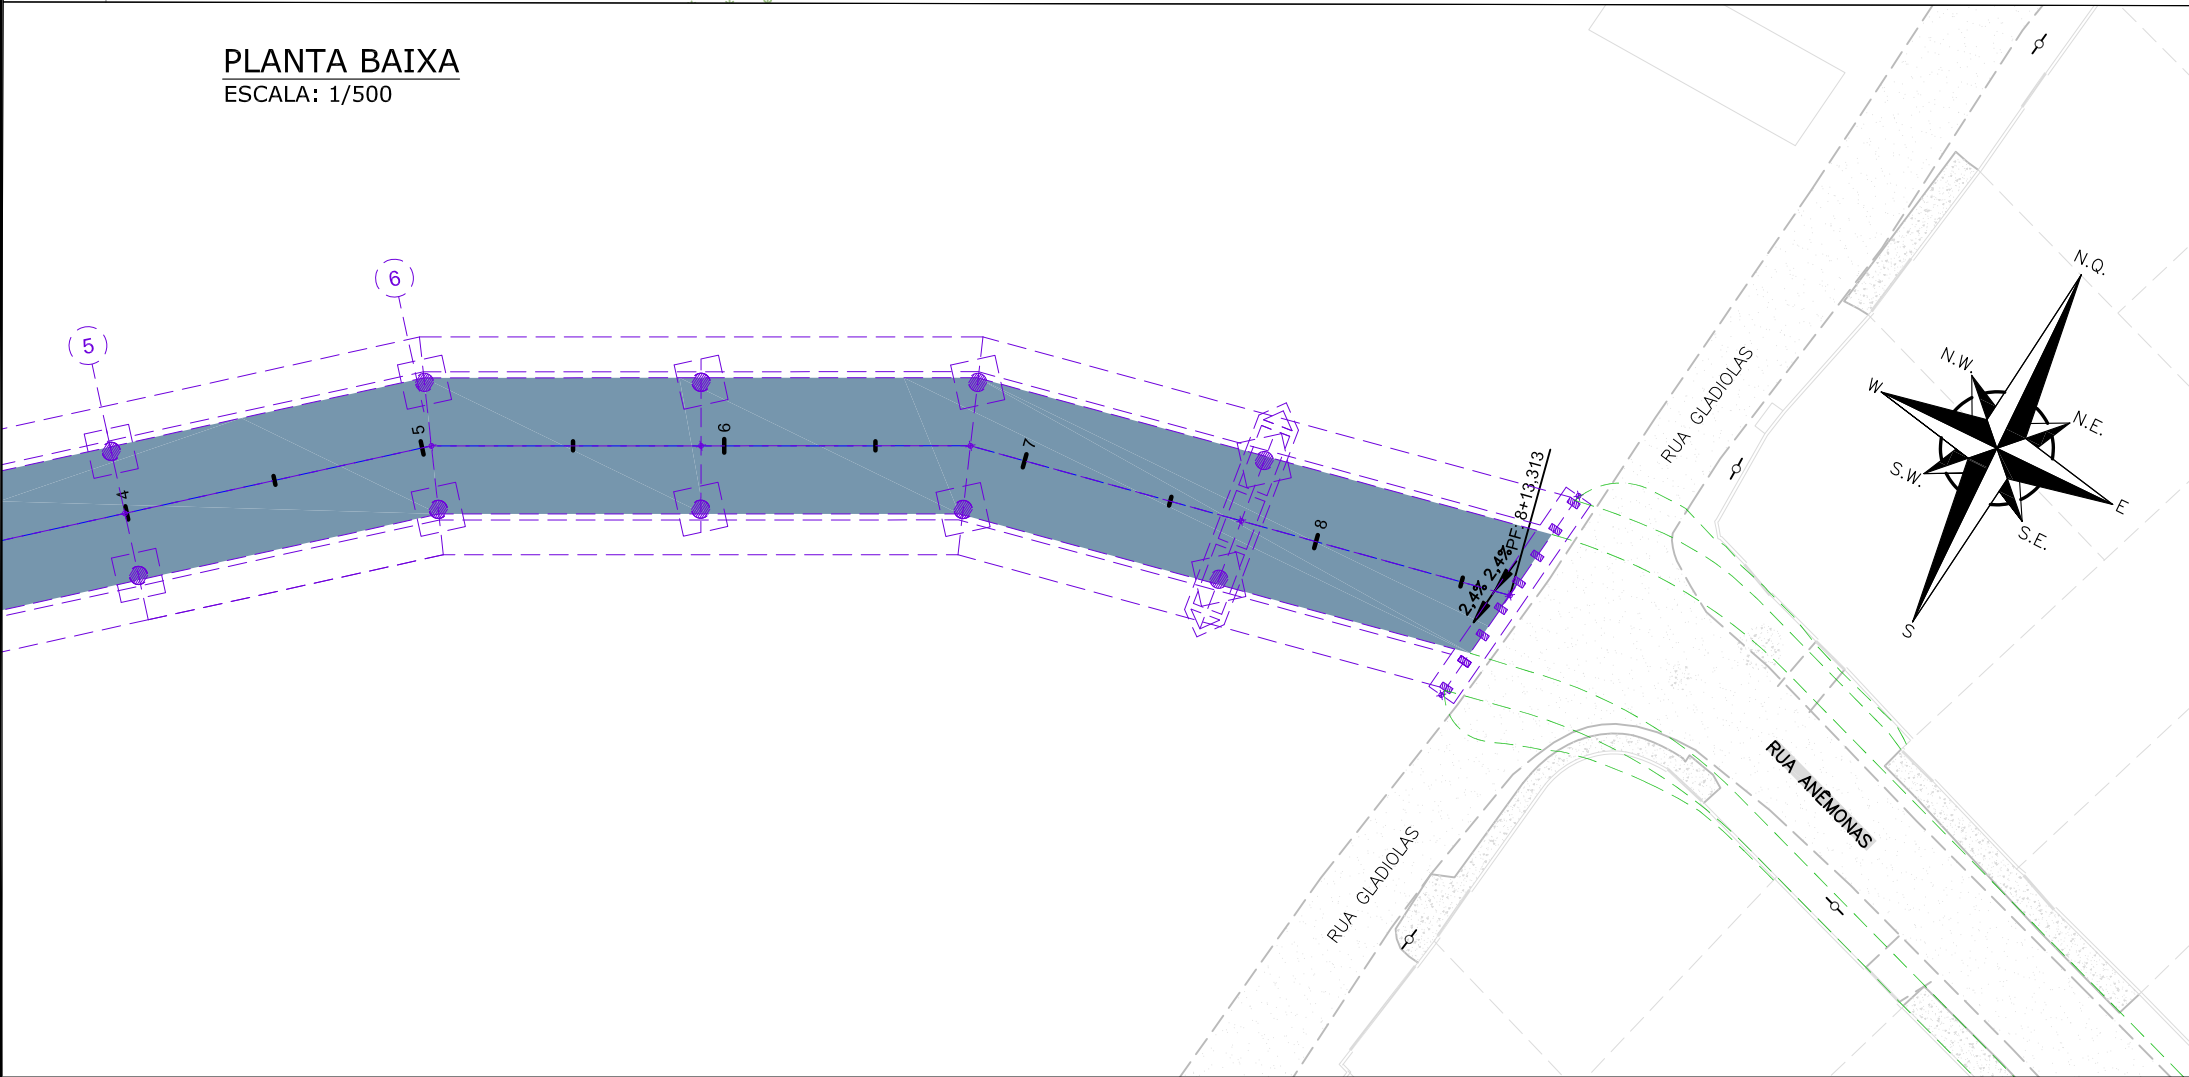 PLANTA BAIXA
ESCALA: 1/500
6
5
4
5
6
7
8
PF: 8+13,313
2,4%
2,4%
RUA GLADIOLAS
RUA GLADIOLAS
RUA ANÊMONAS
N.Q.
N.W.
W
N.E.
S.W.
E
S.E.
S